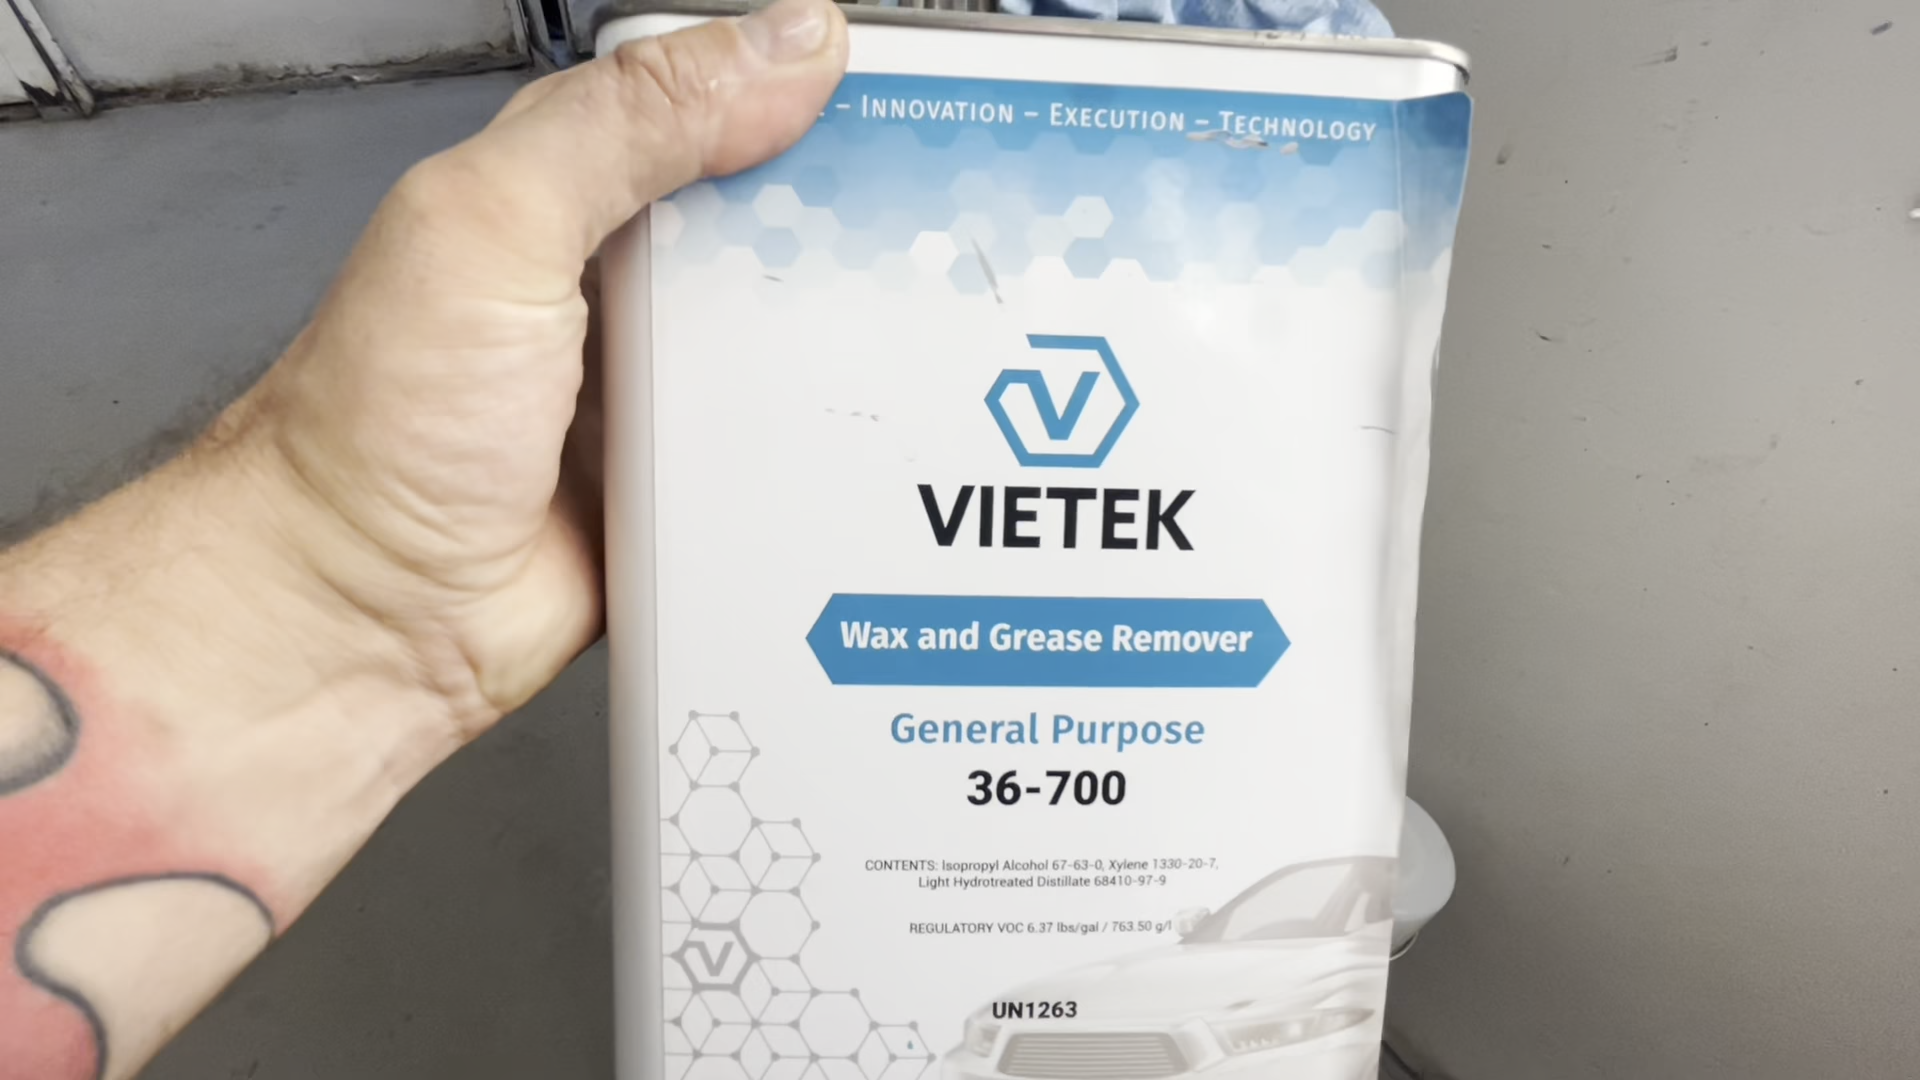 – INNOVATION – EXECUTION – TECHNOLOGY
V
VIETEK
Wax and Grease Remover
General Purpose
36-700
CONTENTS: Isopropyl Alcohol 67-63-0, Xylene 1330-20-7,
Light Hydrotreated Distillate 68410-97-9
REGULATORY VOC 6.37 lbs/gal / 763.50 g/l
V
UN1263